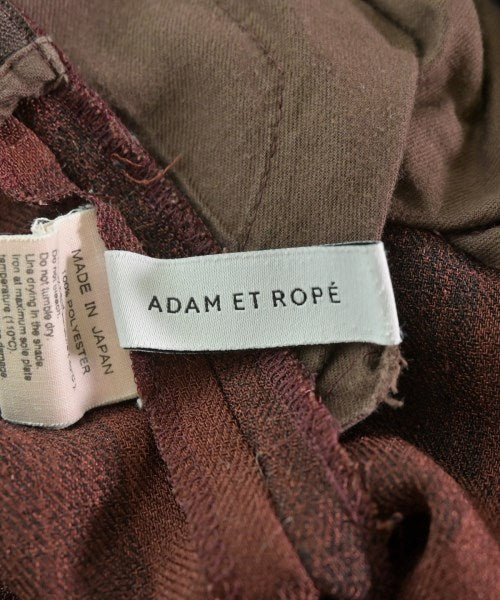 ADAM ET ROPÉ
MADE IN JAPAN
100% POLYESTER
Do not tumble dry
Line drying in the shade.
Iron at maximum sole plate
temperature (110°C)